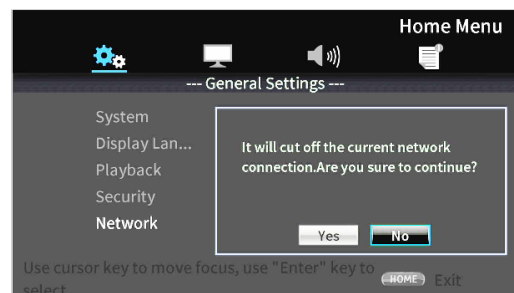 Home Menu
--- General Settings ---
System
Display Lan...
Playback
Security
Network
It will cut off the current network
connection.Are you sure to continue?
Yes
No
Use cursor key to move focus, use "Enter" key to
select
HOME Exit